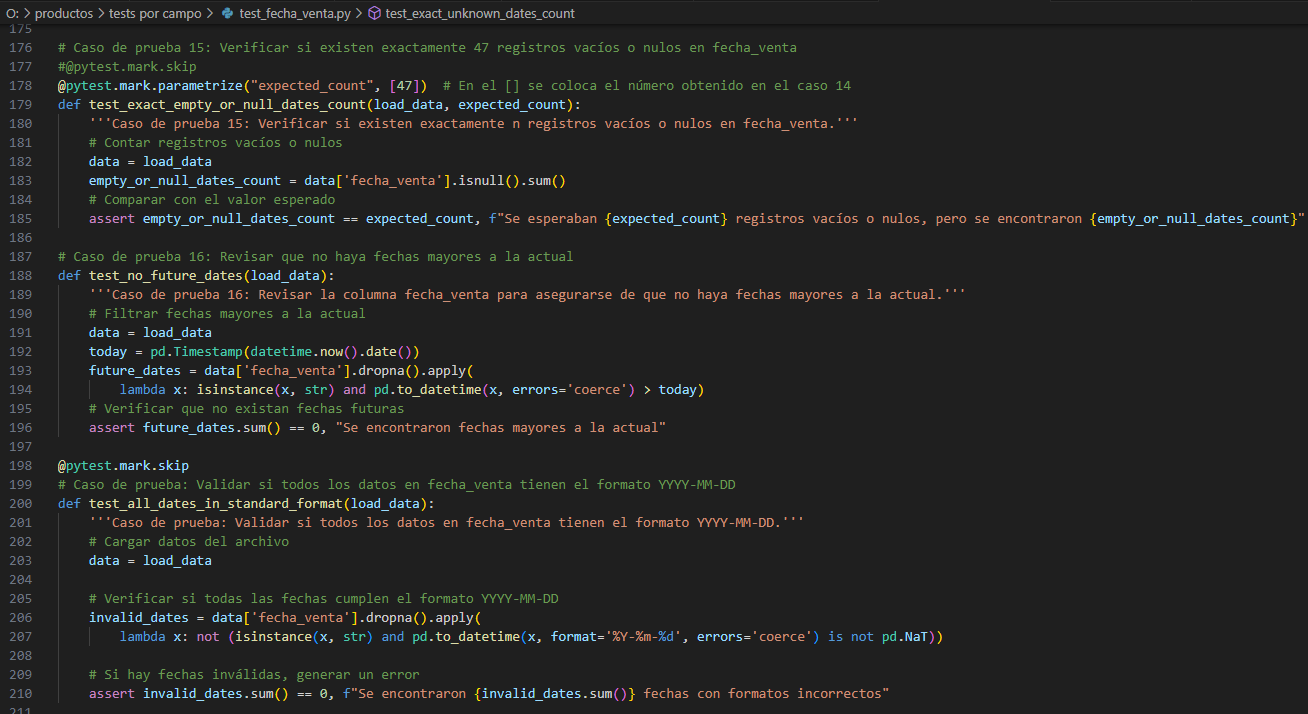 O: > productos > tests por campo > test_fecha_venta.py > test_exact_unknown_dates_count
175
176 # Caso de prueba 15: Verificar si existen exactamente 47 registros vacíos o nulos en fecha_venta
177 #@pytest.mark.skip
178 @pytest.mark.parametrize("expected_count", [47])  # En el [] se coloca el número obtenido en el caso 14
179 def test_exact_empty_or_null_dates_count(load_data, expected_count):
180     '''Caso de prueba 15: Verificar si existen exactamente n registros vacíos o nulos en fecha_venta.'''
181     # Contar registros vacíos o nulos
182     data = load_data
183     empty_or_null_dates_count = data['fecha_venta'].isnull().sum()
184     # Comparar con el valor esperado
185     assert empty_or_null_dates_count == expected_count, f"Se esperaban {expected_count} registros vacíos o nulos, pero se encontraron {empty_or_null_dates_count}"
186
187 # Caso de prueba 16: Revisar que no haya fechas mayores a la actual
188 def test_no_future_dates(load_data):
189     '''Caso de prueba 16: Revisar la columna fecha_venta para asegurarse de que no haya fechas mayores a la actual.'''
190     # Filtrar fechas mayores a la actual
191     data = load_data
192     today = pd.Timestamp(datetime.now().date())
193     future_dates = data['fecha_venta'].dropna().apply(
194         lambda x: isinstance(x, str) and pd.to_datetime(x, errors='coerce') > today)
195     # Verificar que no existan fechas futuras
196     assert future_dates.sum() == 0, "Se encontraron fechas mayores a la actual"
197
198 @pytest.mark.skip
199 # Caso de prueba: Validar si todos los datos en fecha_venta tienen el formato YYYY-MM-DD
200 def test_all_dates_in_standard_format(load_data):
201     '''Caso de prueba: Validar si todos los datos en fecha_venta tienen el formato YYYY-MM-DD.'''
202     # Cargar datos del archivo
203     data = load_data
204
205     # Verificar si todas las fechas cumplen el formato YYYY-MM-DD
206     invalid_dates = data['fecha_venta'].dropna().apply(
207         lambda x: not (isinstance(x, str) and pd.to_datetime(x, format='%Y-%m-%d', errors='coerce') is not pd.NaT))
208
209     # Si hay fechas inválidas, generar un error
210     assert invalid_dates.sum() == 0, f"Se encontraron {invalid_dates.sum()} fechas con formatos incorrectos"
211